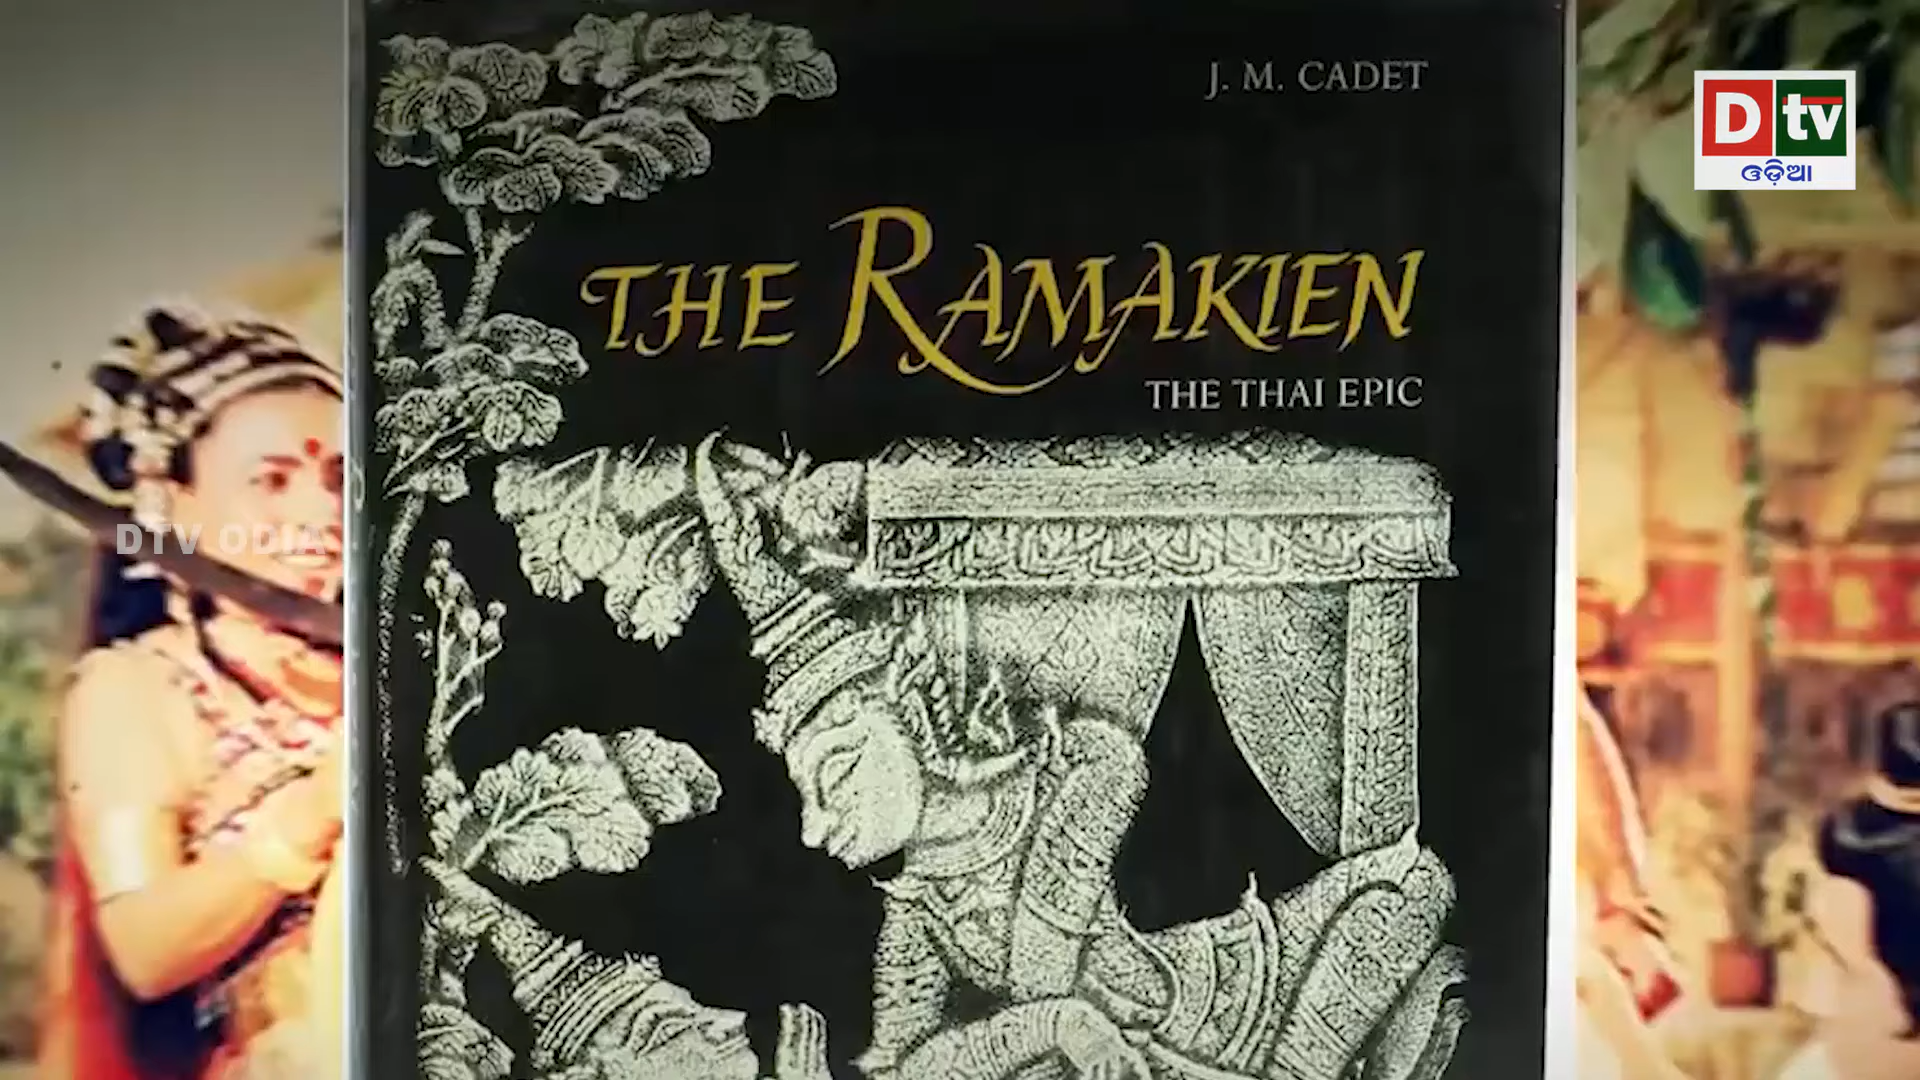 J. M. CADET
THE RAMAKIEN
THE THAI EPIC
D tv
ଓଡ଼ିଆ
DTV ODIA